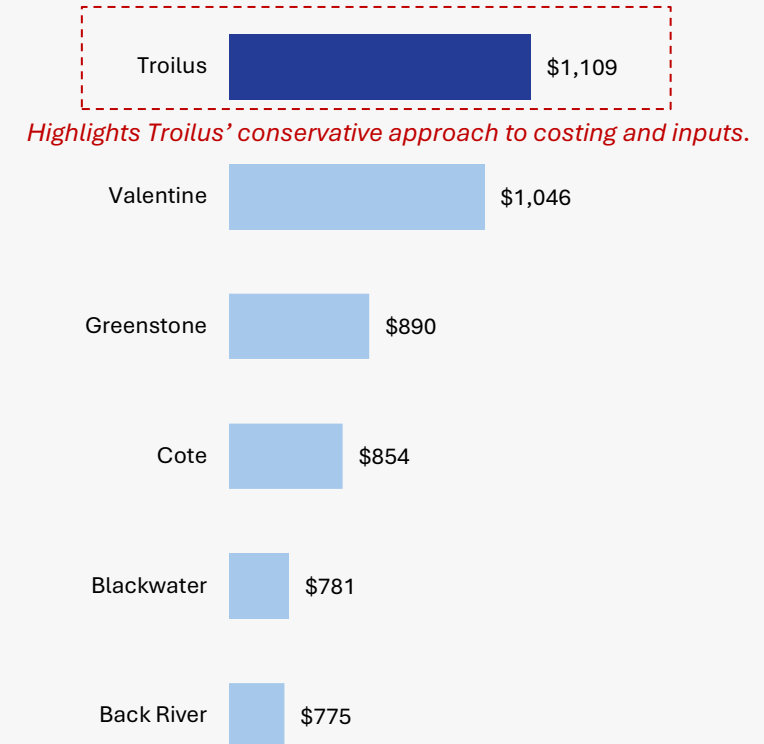 Troilus $1,109
Highlights Troilus’ conservative approach to costing and inputs.
Valentine $1,046
Greenstone $890
Cote $854
Blackwater $781
Back River $775